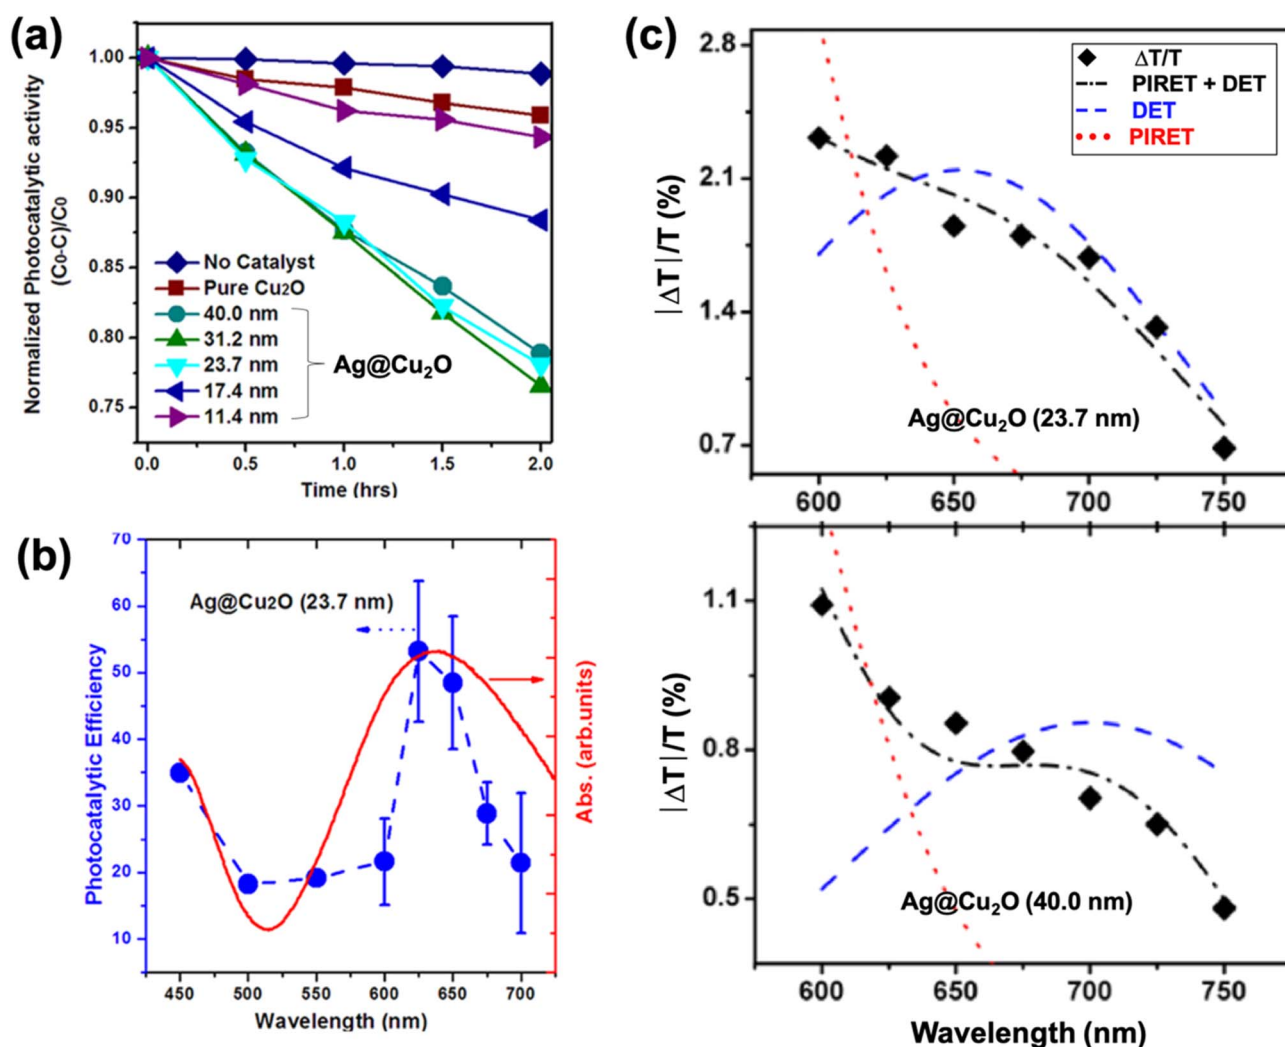 (a)
Normalized Photocatalytic activity
(C0-C)/C0
1.00
0.95
0.90
0.85
0.80
0.75
No Catalyst
Pure Cu2O
40.0 nm
31.2 nm
23.7 nm
17.4 nm
11.4 nm
Ag@Cu₂O
0.0 0.5 1.0 1.5 2.0
Time (hrs)
(b)
Photocatalytic Efficiency
70
60
50
40
30
20
10
Ag@Cu2O (23.7 nm)
Abs. (arb.units)
450 500 550 600 650 700
Wavelength (nm)
(c)
|ΔT|/T (%)
2.8
2.1
1.4
0.7
ΔT/T
PIRET + DET
DET
PIRET
Ag@Cu₂O (23.7 nm)
600 650 700 750
|ΔT|/T (%)
1.1
0.8
0.5
Ag@Cu₂O (40.0 nm)
600 650 700 750
Wavelength (nm)